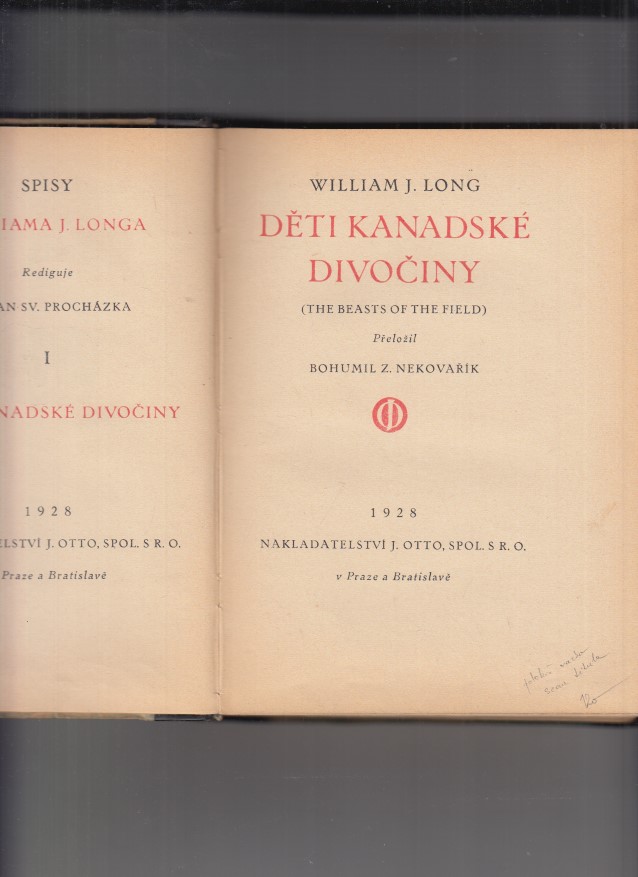 SPISY
IAMA J. LONGA
Rediguje
AN SV. PROCHÁZKA
I
NADSKÉ DIVOČINY
1928
LSTVÍ J. OTTO, SPOL. S R. O.
Praze a Bratislavě
WILLIAM J. LONG
DĚTI KANADSKÉ
DIVOČINY
(THE BEASTS OF THE FIELD)
Přeložil
BOHUMIL Z. NEKOVAŘÍK
1928
NAKLADATELSTVÍ J. OTTO, SPOL. S R. O.
v Praze a Bratislavě